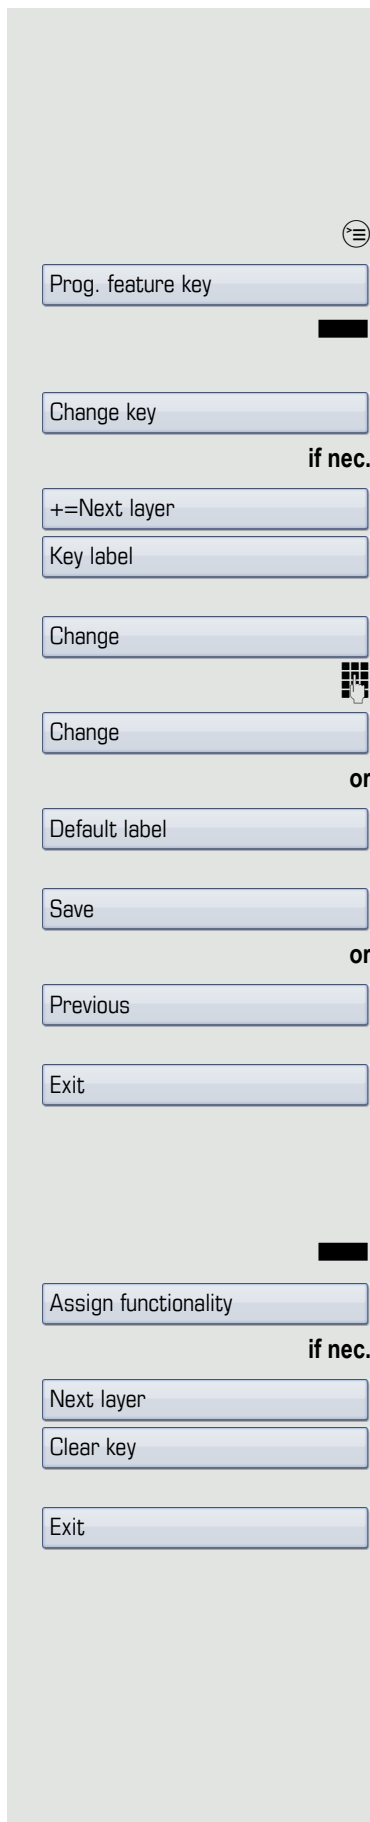 Prog. feature key
Change key
if nec.
+=Next layer
Key label
Change
Change
or
Default label
Save
or
Previous
Exit
Assign functionality
if nec.
Next layer
Clear key
Exit